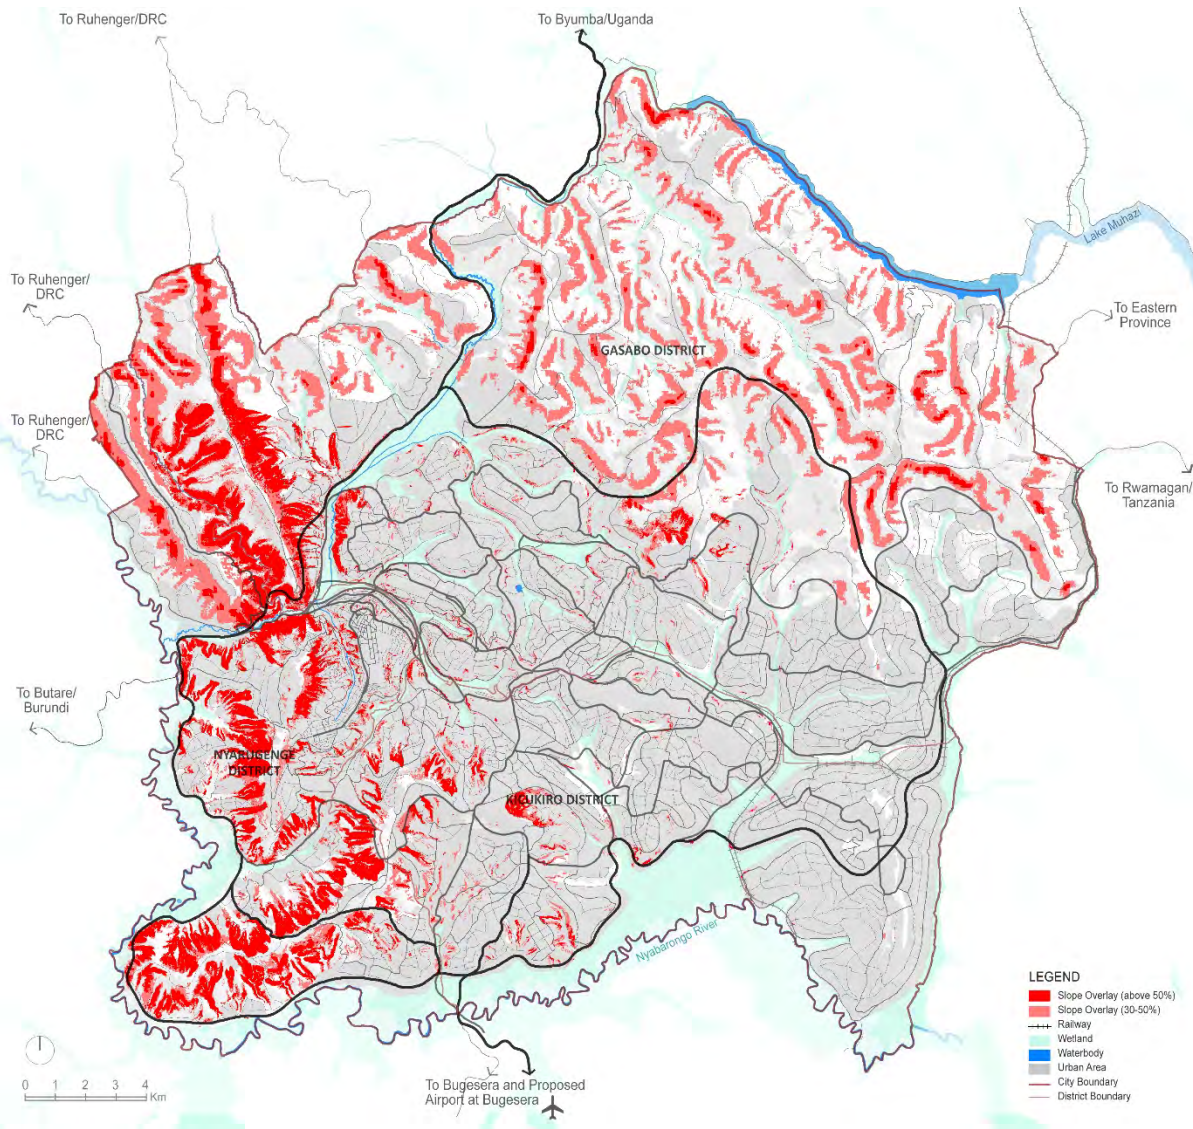 To Ruhenger/DRC
To Byumba/Uganda
Lake Muhazi
To Ruhenger/
DRC
To Eastern
Province
GASABO DISTRICT
To Ruhenger/
DRC
To Rwamagan/
Tanzania
To Butare/
Burundi
NYARUGENGE
DISTRICT
KICUKIRO DISTRICT
Nyabarongo River
LEGEND
Slope Overlay (above 50%)
Slope Overlay (30-50%)
Railway
Wetland
Waterbody
Urban Area
City Boundary
District Boundary
0 1 2 3 4
Km
To Bugesera and Proposed
Airport at Bugesera